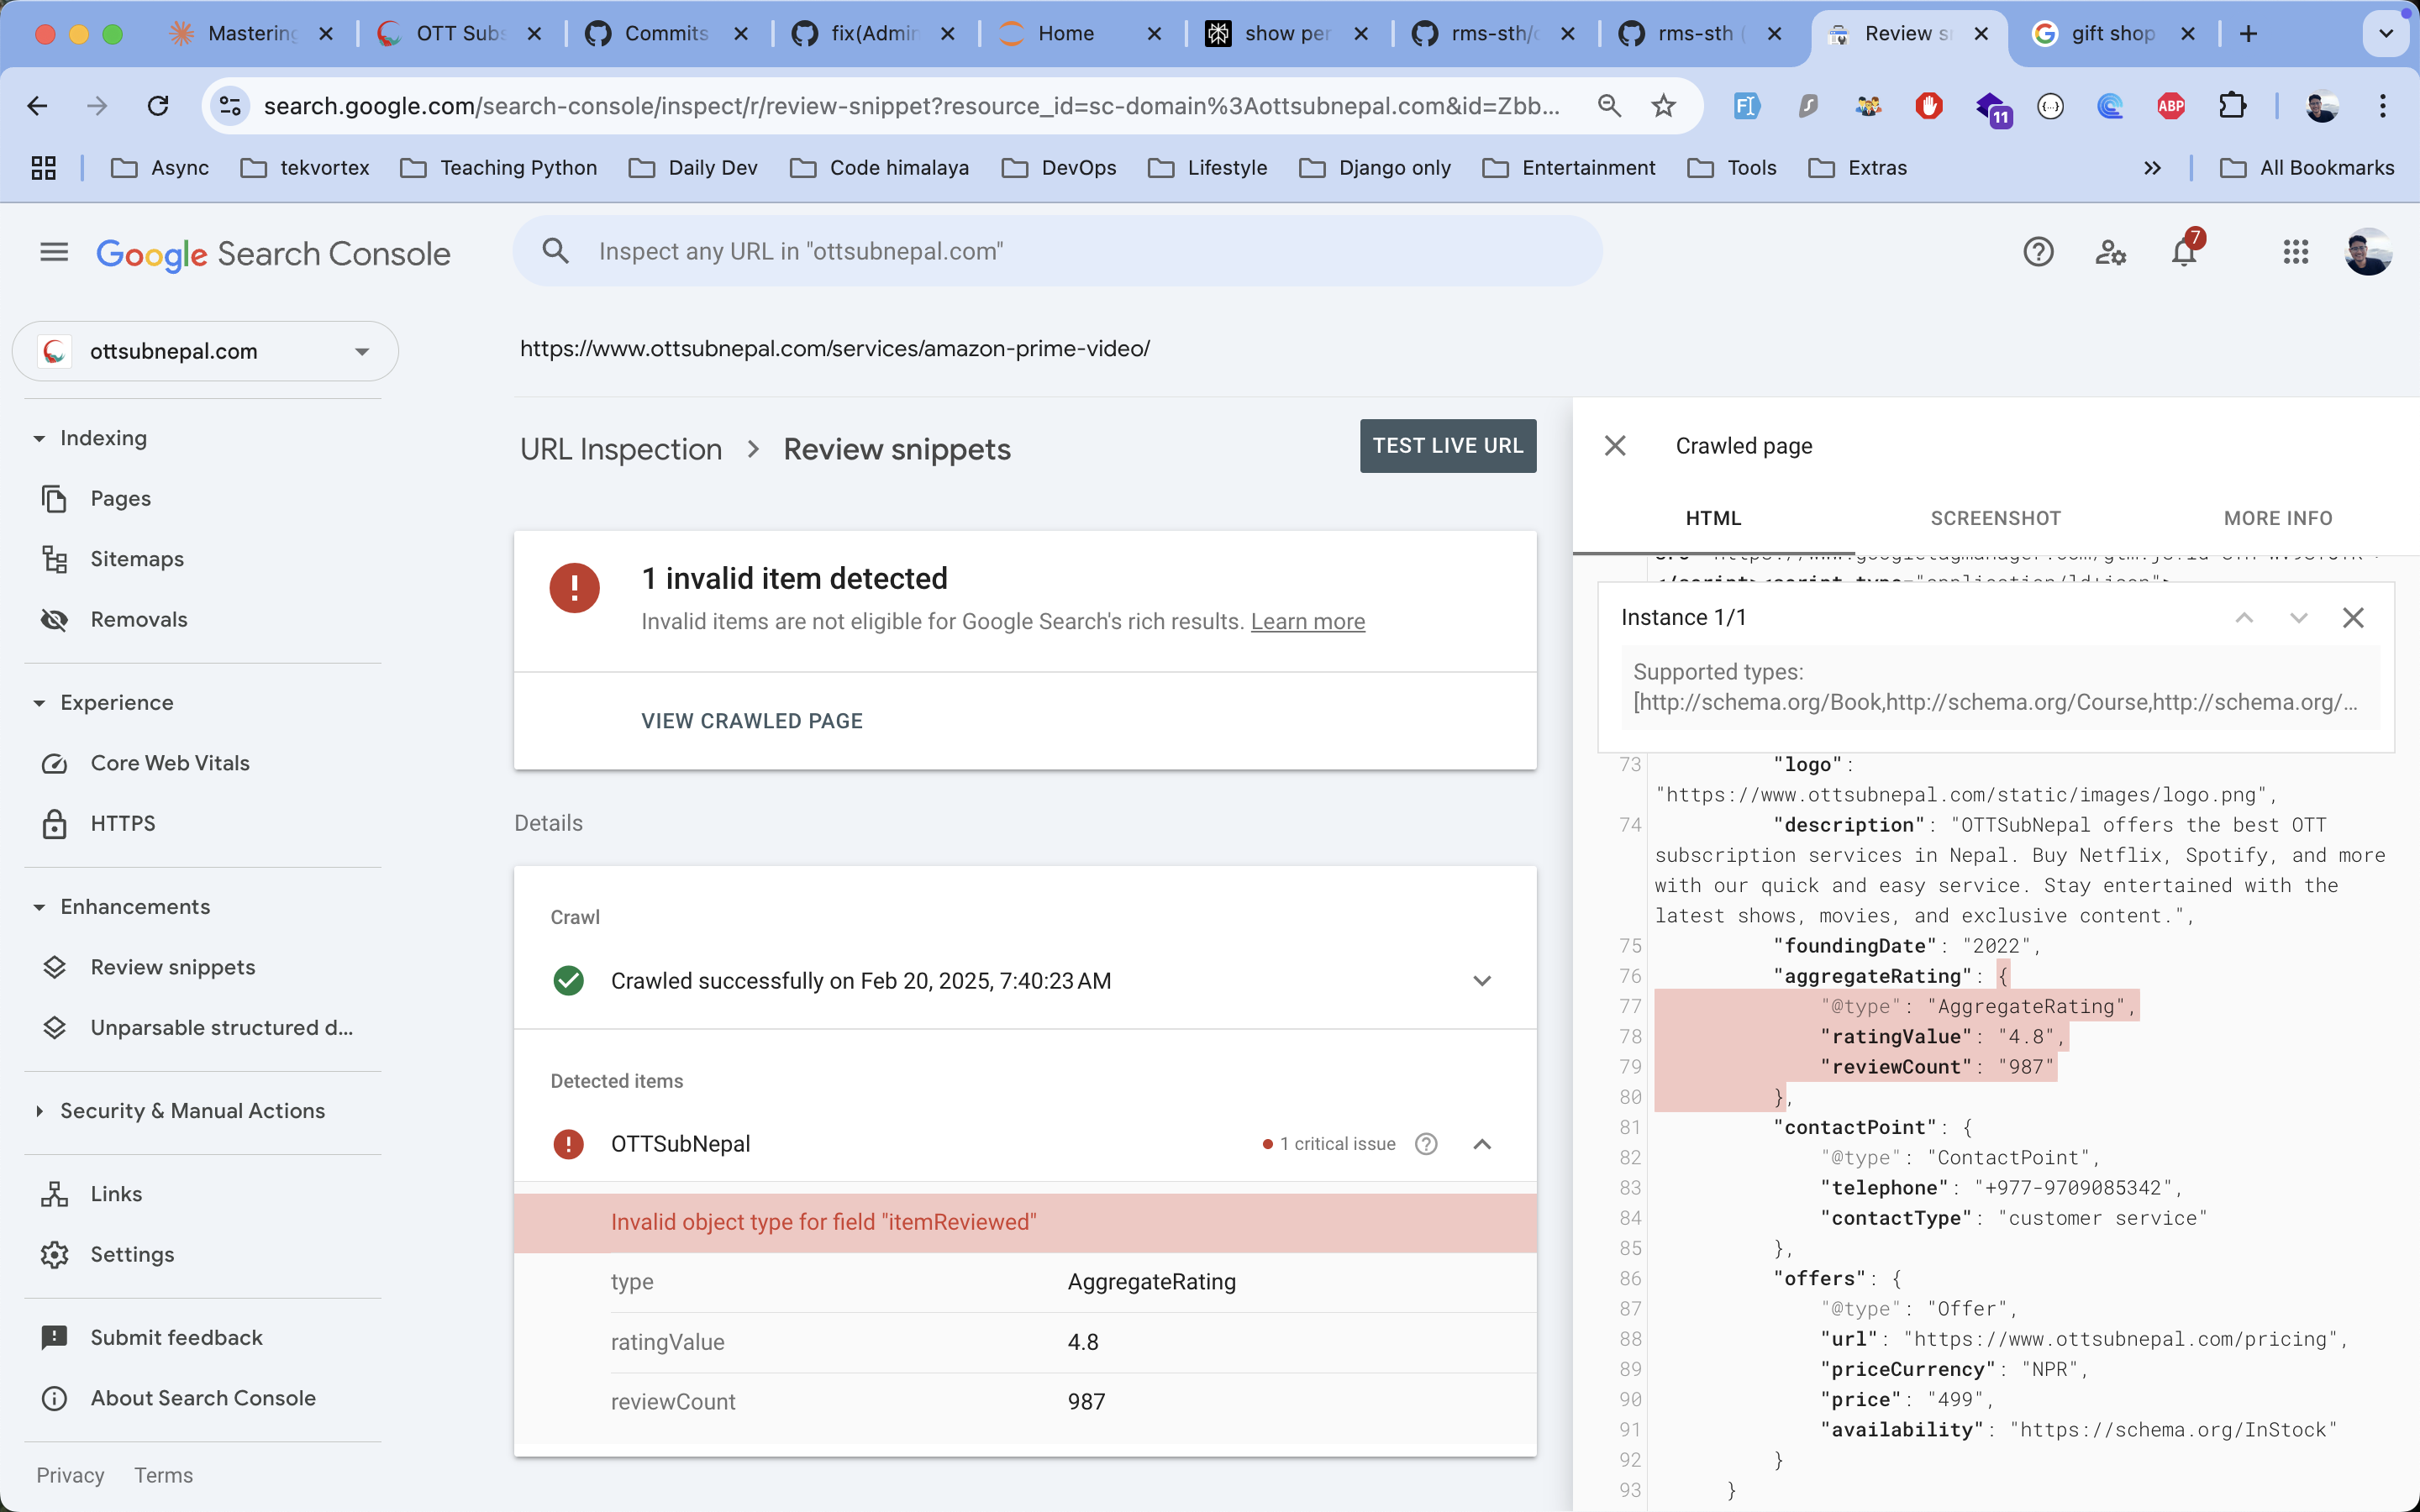 Mastering
OTT Subs
Commits
fix(Admin
Home
show per
rms-sth/
rms-sth (
Review s
gift shop
search.google.com/search-console/inspect/r/review-snippet?resource_id=sc-domain%3Aottsubnepal.com&id=Zbb...
11
ABP
Async
tekvortex
Teaching Python
Daily Dev
Code himalaya
DevOps
Lifestyle
Django only
Entertainment
Tools
Extras
All Bookmarks
Google Search Console
Inspect any URL in "ottsubnepal.com"
7
ottsubnepal.com
https://www.ottsubnepal.com/services/amazon-prime-video/
Indexing
Pages
Sitemaps
Removals
Experience
Core Web Vitals
HTTPS
Enhancements
Review snippets
Unparsable structured d...
Security & Manual Actions
Links
Settings
Submit feedback
About Search Console
Privacy Terms
URL Inspection > Review snippets
TEST LIVE URL
1 invalid item detected
Invalid items are not eligible for Google Search's rich results. Learn more
VIEW CRAWLED PAGE
Details
Crawl
Crawled successfully on Feb 20, 2025, 7:40:23 AM
Detected items
OTTSubNepal
1 critical issue
Invalid object type for field "itemReviewed"
type AggregateRating
ratingValue 4.8
reviewCount 987
Crawled page
HTML SCREENSHOT MORE INFO
Instance 1/1
Supported types:
[http://schema.org/Book,http://schema.org/Course,http://schema.org/...
73 "logo":
"https://www.ottsubnepal.com/static/images/logo.png",
74 "description": "OTTSubNepal offers the best OTT
subscription services in Nepal. Buy Netflix, Spotify, and more
with our quick and easy service. Stay entertained with the
latest shows, movies, and exclusive content.",
75 "foundingDate": "2022",
76 "aggregateRating": {
77 "@type": "AggregateRating",
78 "ratingValue": "4.8",
79 "reviewCount": "987"
80 },
81 "contactPoint": {
82 "@type": "ContactPoint",
83 "telephone": "+977-9709085342",
84 "contactType": "customer service"
85 },
86 "offers": {
87 "@type": "Offer",
88 "url": "https://www.ottsubnepal.com/pricing",
89 "priceCurrency": "NPR",
90 "price": "499",
91 "availability": "https://schema.org/InStock"
92 }
93 }